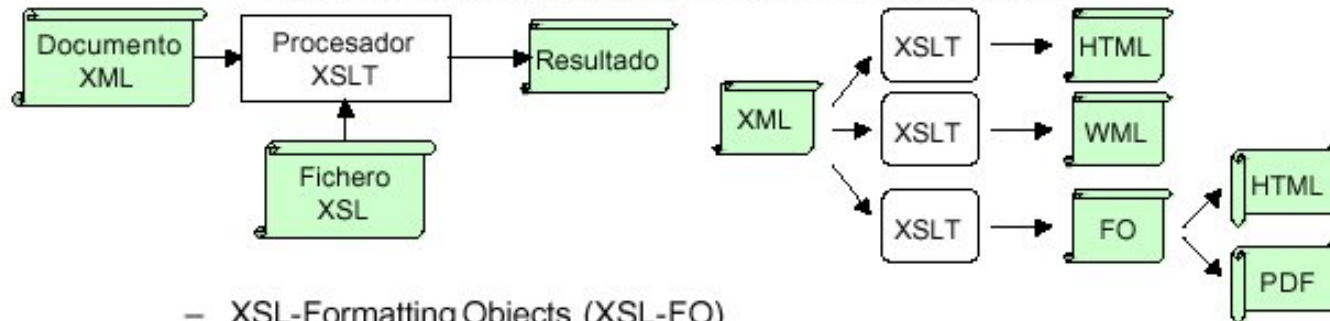 Documento
XML
Procesador
XSLT
Resultado
Fichero
XSL
XML
XSLT
HTML
XSLT
WML
XSLT
FO
HTML
PDF
– XSL-Formatting Objects (XSL-FO)